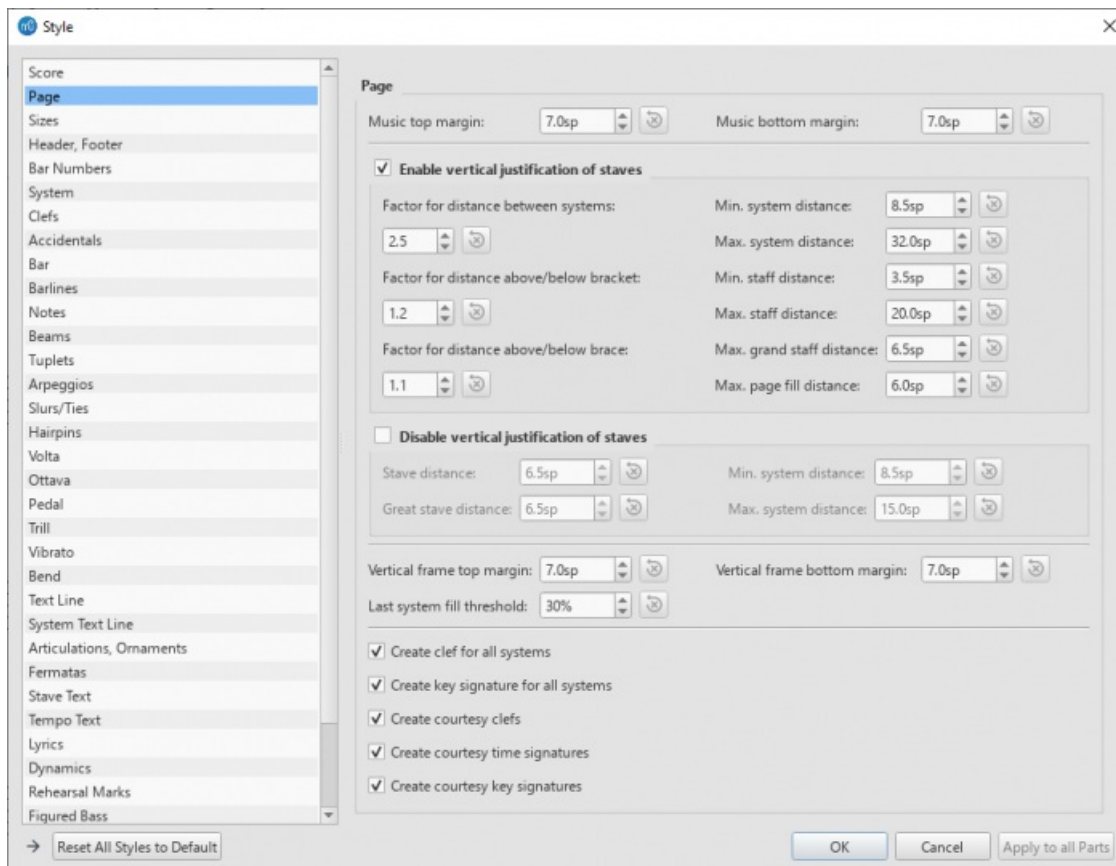 Style
Score
Page
Sizes
Header, Footer
Bar Numbers
System
Clefs
Accidentals
Bar
Barlines
Notes
Beams
Tuplets
Arpeggios
Slurs/Ties
Hairpins
Volta
Ottava
Pedal
Trill
Vibrato
Bend
Text Line
System Text Line
Articulations, Ornaments
Fermatas
Stave Text
Tempo Text
Lyrics
Dynamics
Rehearsal Marks
Figured Bass
Page
Music top margin: 7.0sp Music bottom margin: 7.0sp
Enable vertical justification of staves
Factor for distance between systems: Min. system distance: 8.5sp
2.5 Max. system distance: 32.0sp
Factor for distance above/below bracket: Min. staff distance: 3.5sp
1.2 Max. staff distance: 20.0sp
Factor for distance above/below brace: Max. grand staff distance: 6.5sp
1.1 Max. page fill distance: 6.0sp
Disable vertical justification of staves
Stave distance: 6.5sp Min. system distance: 8.5sp
Great stave distance: 6.5sp Max. system distance: 15.0sp
Vertical frame top margin: 7.0sp Vertical frame bottom margin: 7.0sp
Last system fill threshold: 30%
Create clef for all systems
Create key signature for all systems
Create courtesy clefs
Create courtesy time signatures
Create courtesy key signatures
Reset All Styles to Default OK Cancel Apply to all Parts